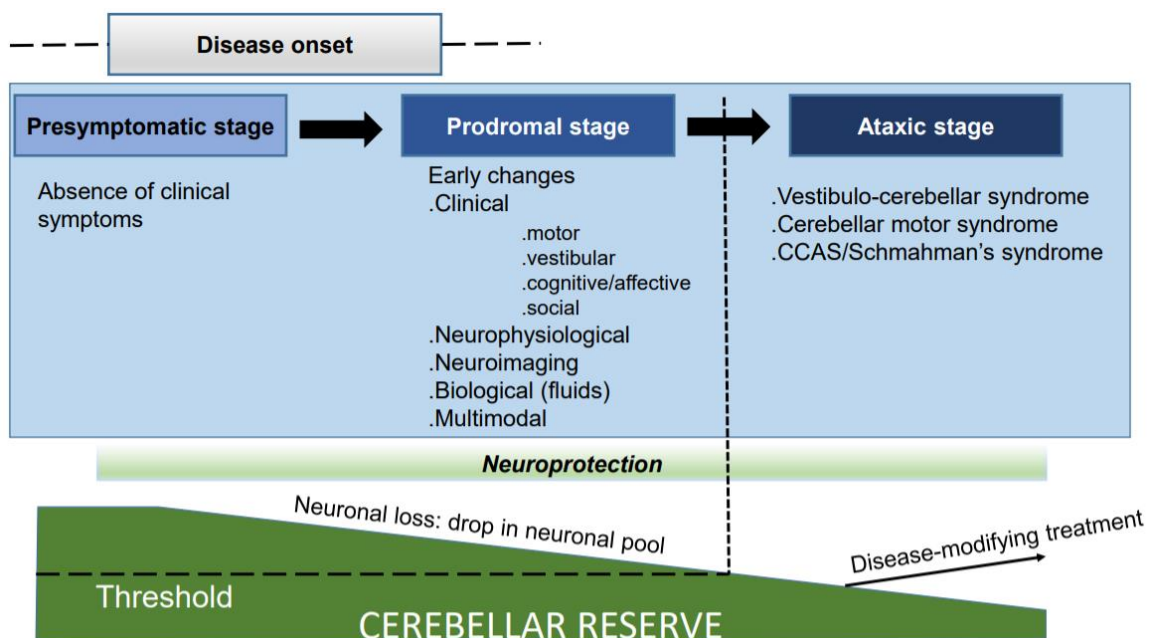 Disease onset
Presymptomatic stage
Prodromal stage
Ataxic stage
Absence of clinical
symptoms
Early changes
.Clinical
.motor
.vestibular
.cognitive/affective
.social
.Neurophysiological
.Neuroimaging
.Biological (fluids)
.Multimodal
.Vestibulo-cerebellar syndrome
.Cerebellar motor syndrome
.CCAS/Schmahman's syndrome
Neuroprotection
Neuronal loss: drop in neuronal pool
Disease-modifying treatment
Threshold
CEREBELLAR RESERVE